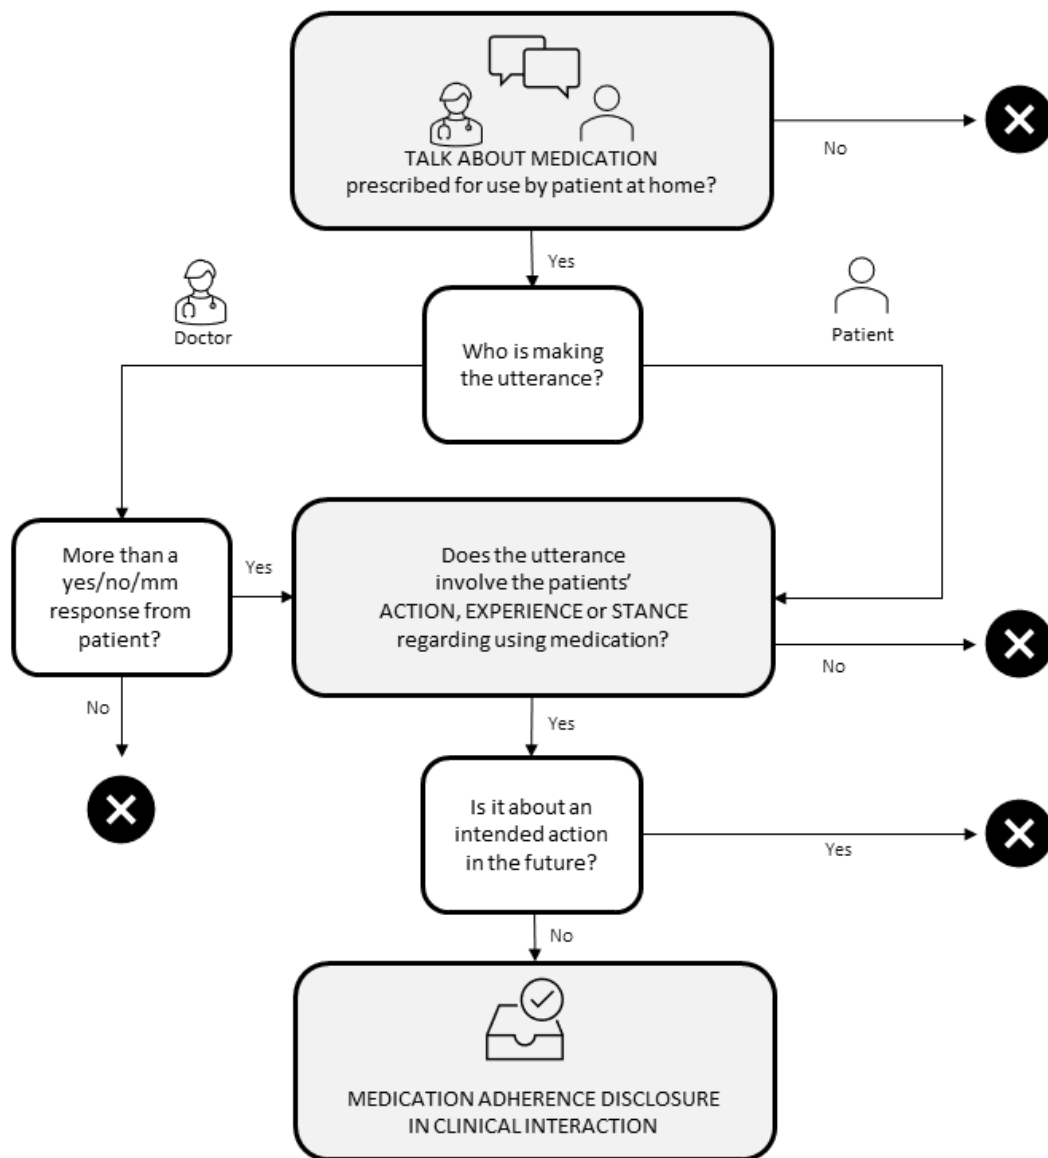 TALK ABOUT MEDICATION
prescribed for use by patient at home?
No
Yes
Doctor
Patient
Who is making
the utterance?
More than a
yes/no/mm
response from
patient?
Yes
Does the utterance
involve the patients’
ACTION, EXPERIENCE or STANCE
regarding using medication?
No
No
Yes
Is it about an
intended action
in the future?
Yes
No
MEDICATION ADHERENCE DISCLOSURE
IN CLINICAL INTERACTION